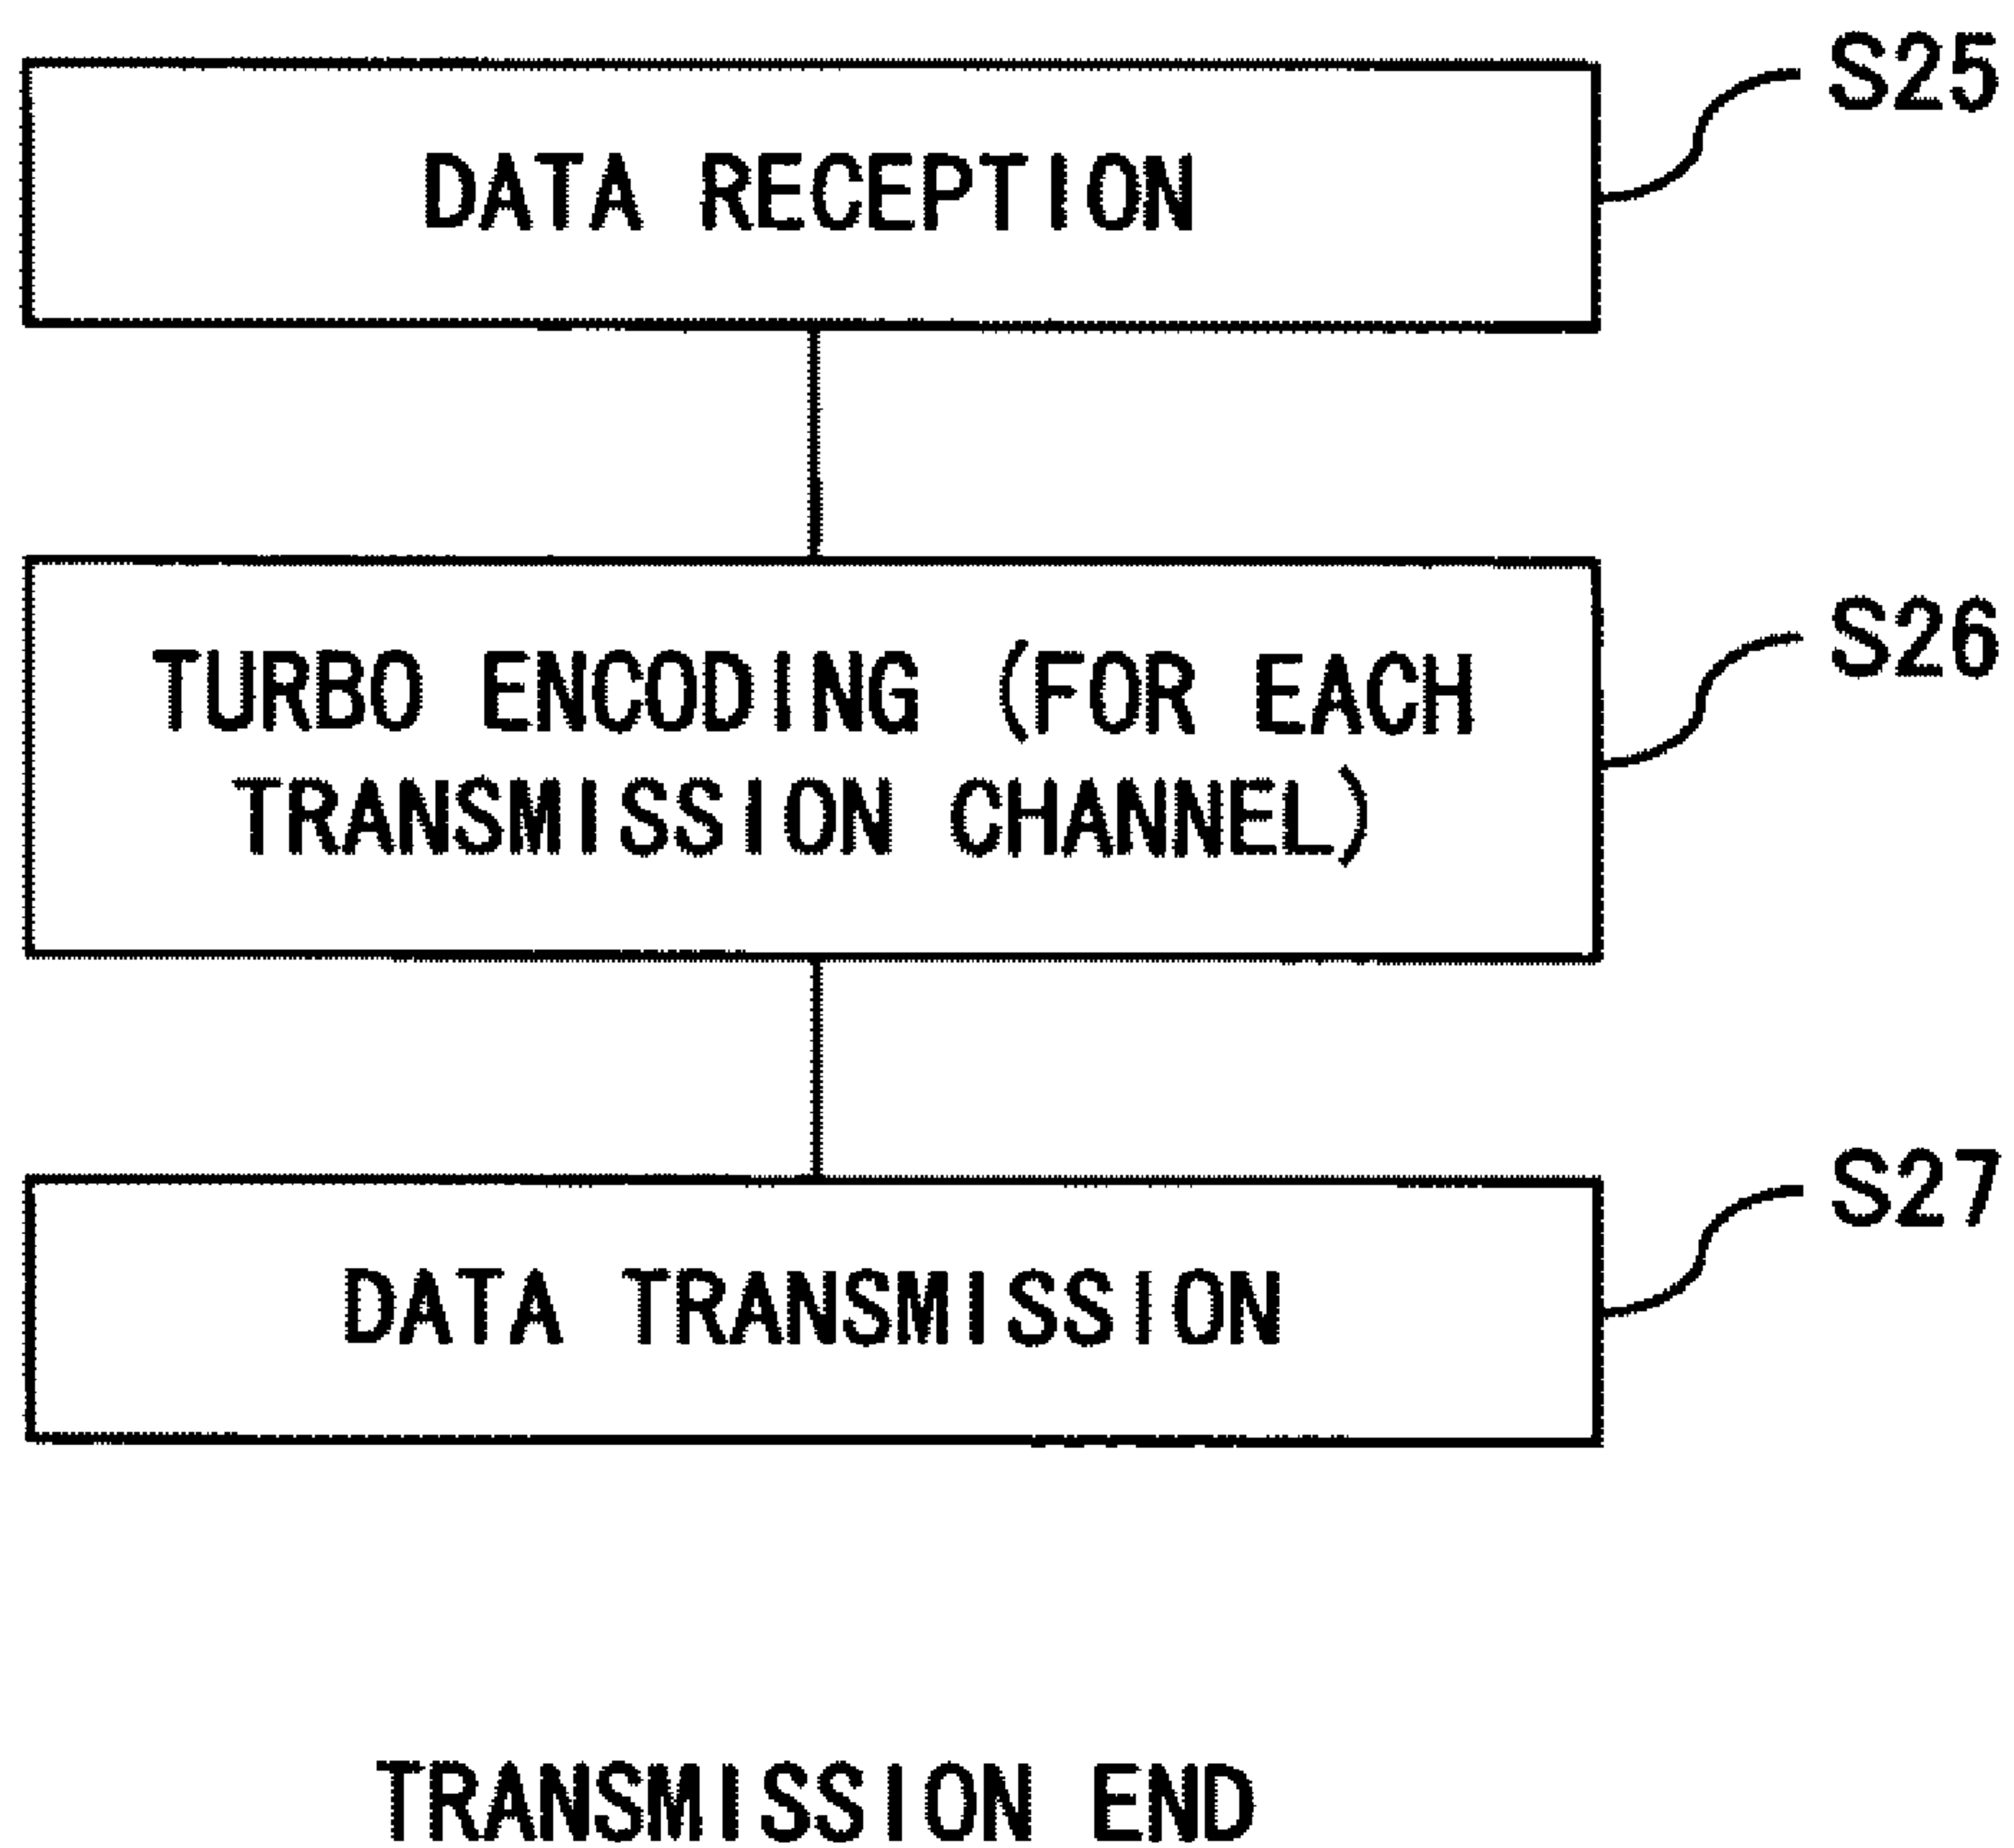 S25
DATA RECEPTION
S26
TURBO ENCODING (FOR EACH
TRANSMISSION CHANNEL)
S27
DATA TRANSMISSION
TRANSMISSION END